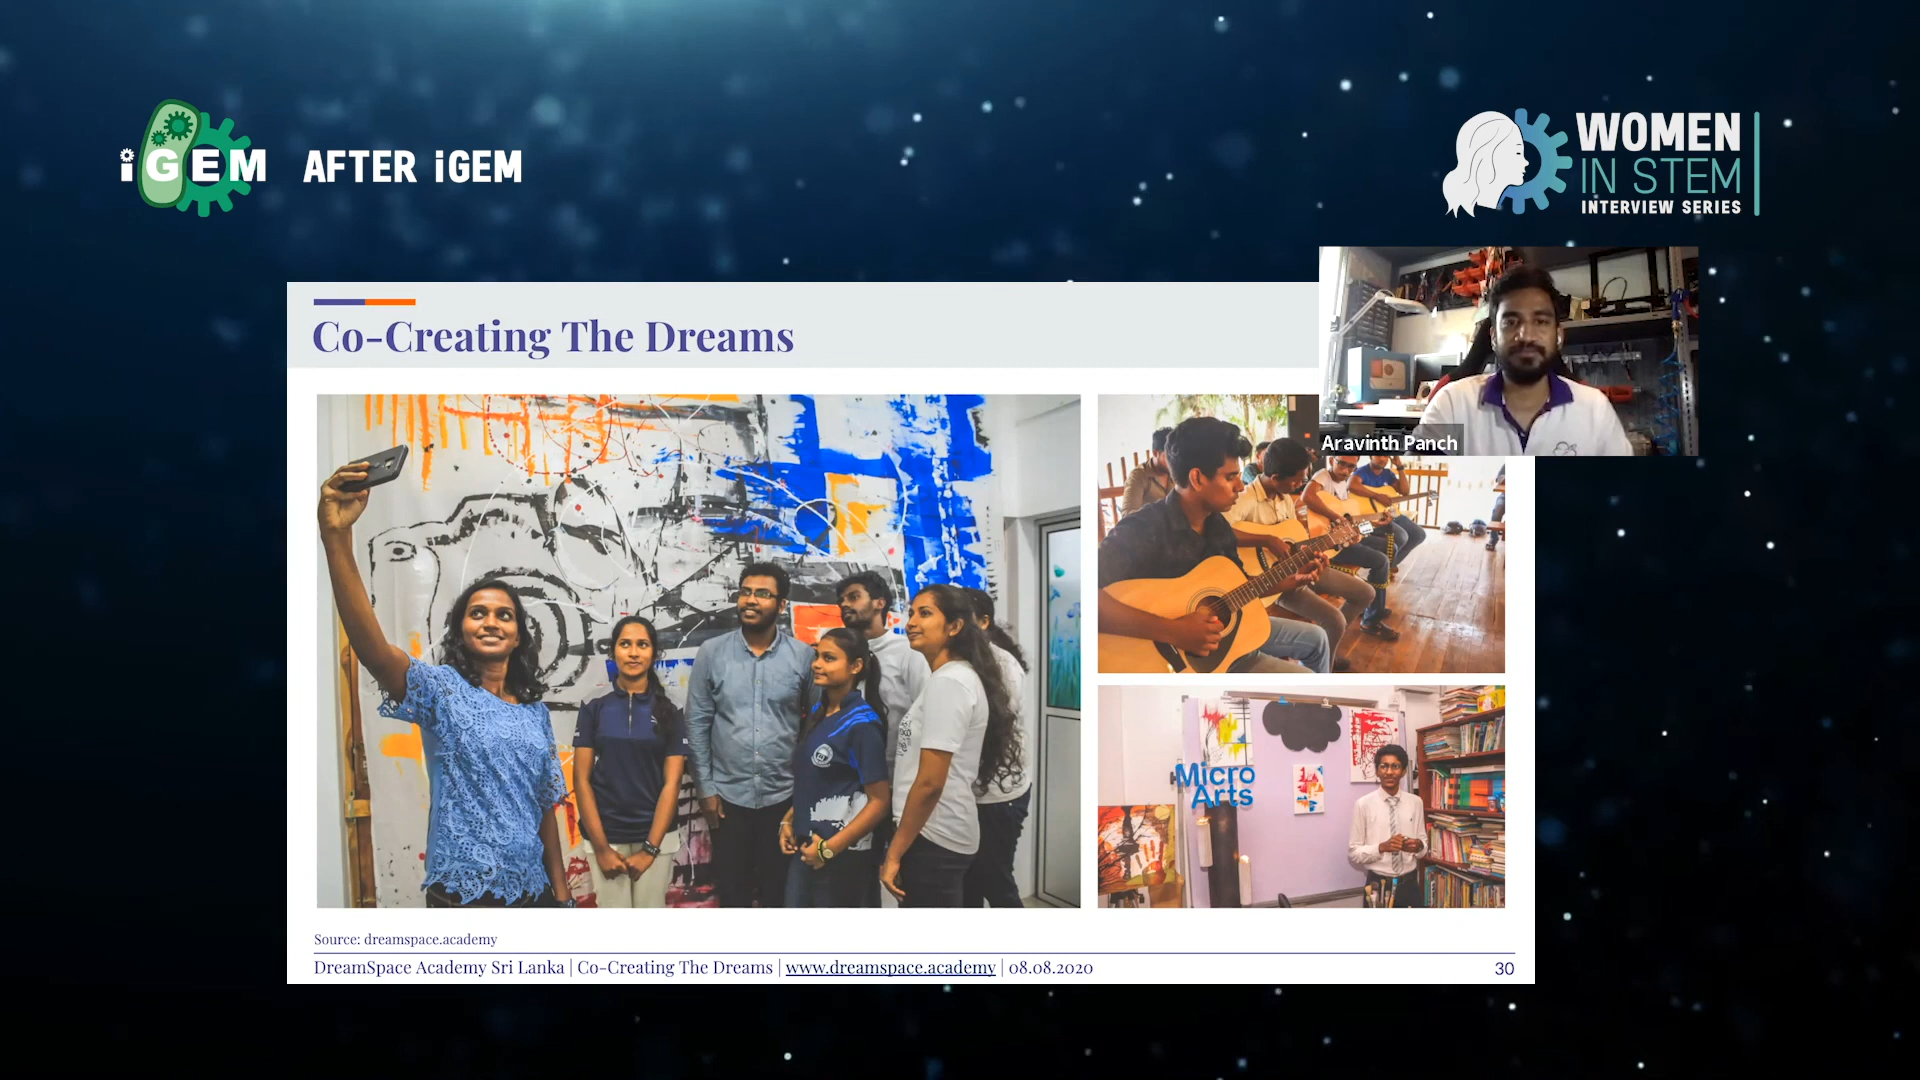 iGEM
AFTER iGEM
WOMEN
IN STEM
INTERVIEW SERIES
Co-Creating The Dreams
Aravinth Panch
Micro
Arts
Source: dreamspace.academy
DreamSpace Academy Sri Lanka | Co-Creating The Dreams | www.dreamspace.academy | 08.08.2020
30